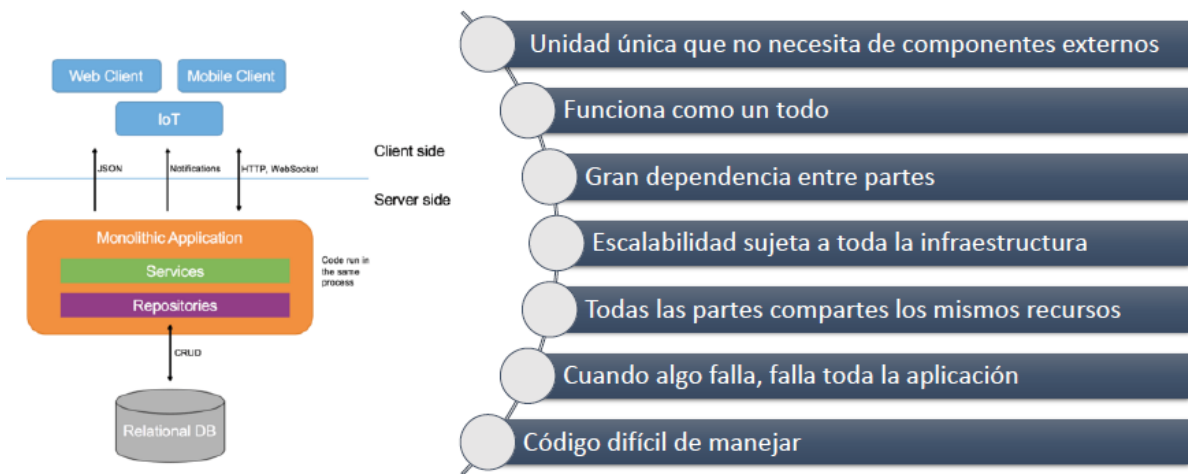 Web Client
Mobile Client
IoT
JSON
Notifications
HTTP, WebSocket
Client side
Server side
Monolithic Application
Services
Repositories
Code run in
the same
process
CRUD
Relational DB
Unidad única que no necesita de componentes externos
Funciona como un todo
Gran dependencia entre partes
Escalabilidad sujeta a toda la infraestructura
Todas las partes compartes los mismos recursos
Cuando algo falla, falla toda la aplicación
Código difícil de manejar